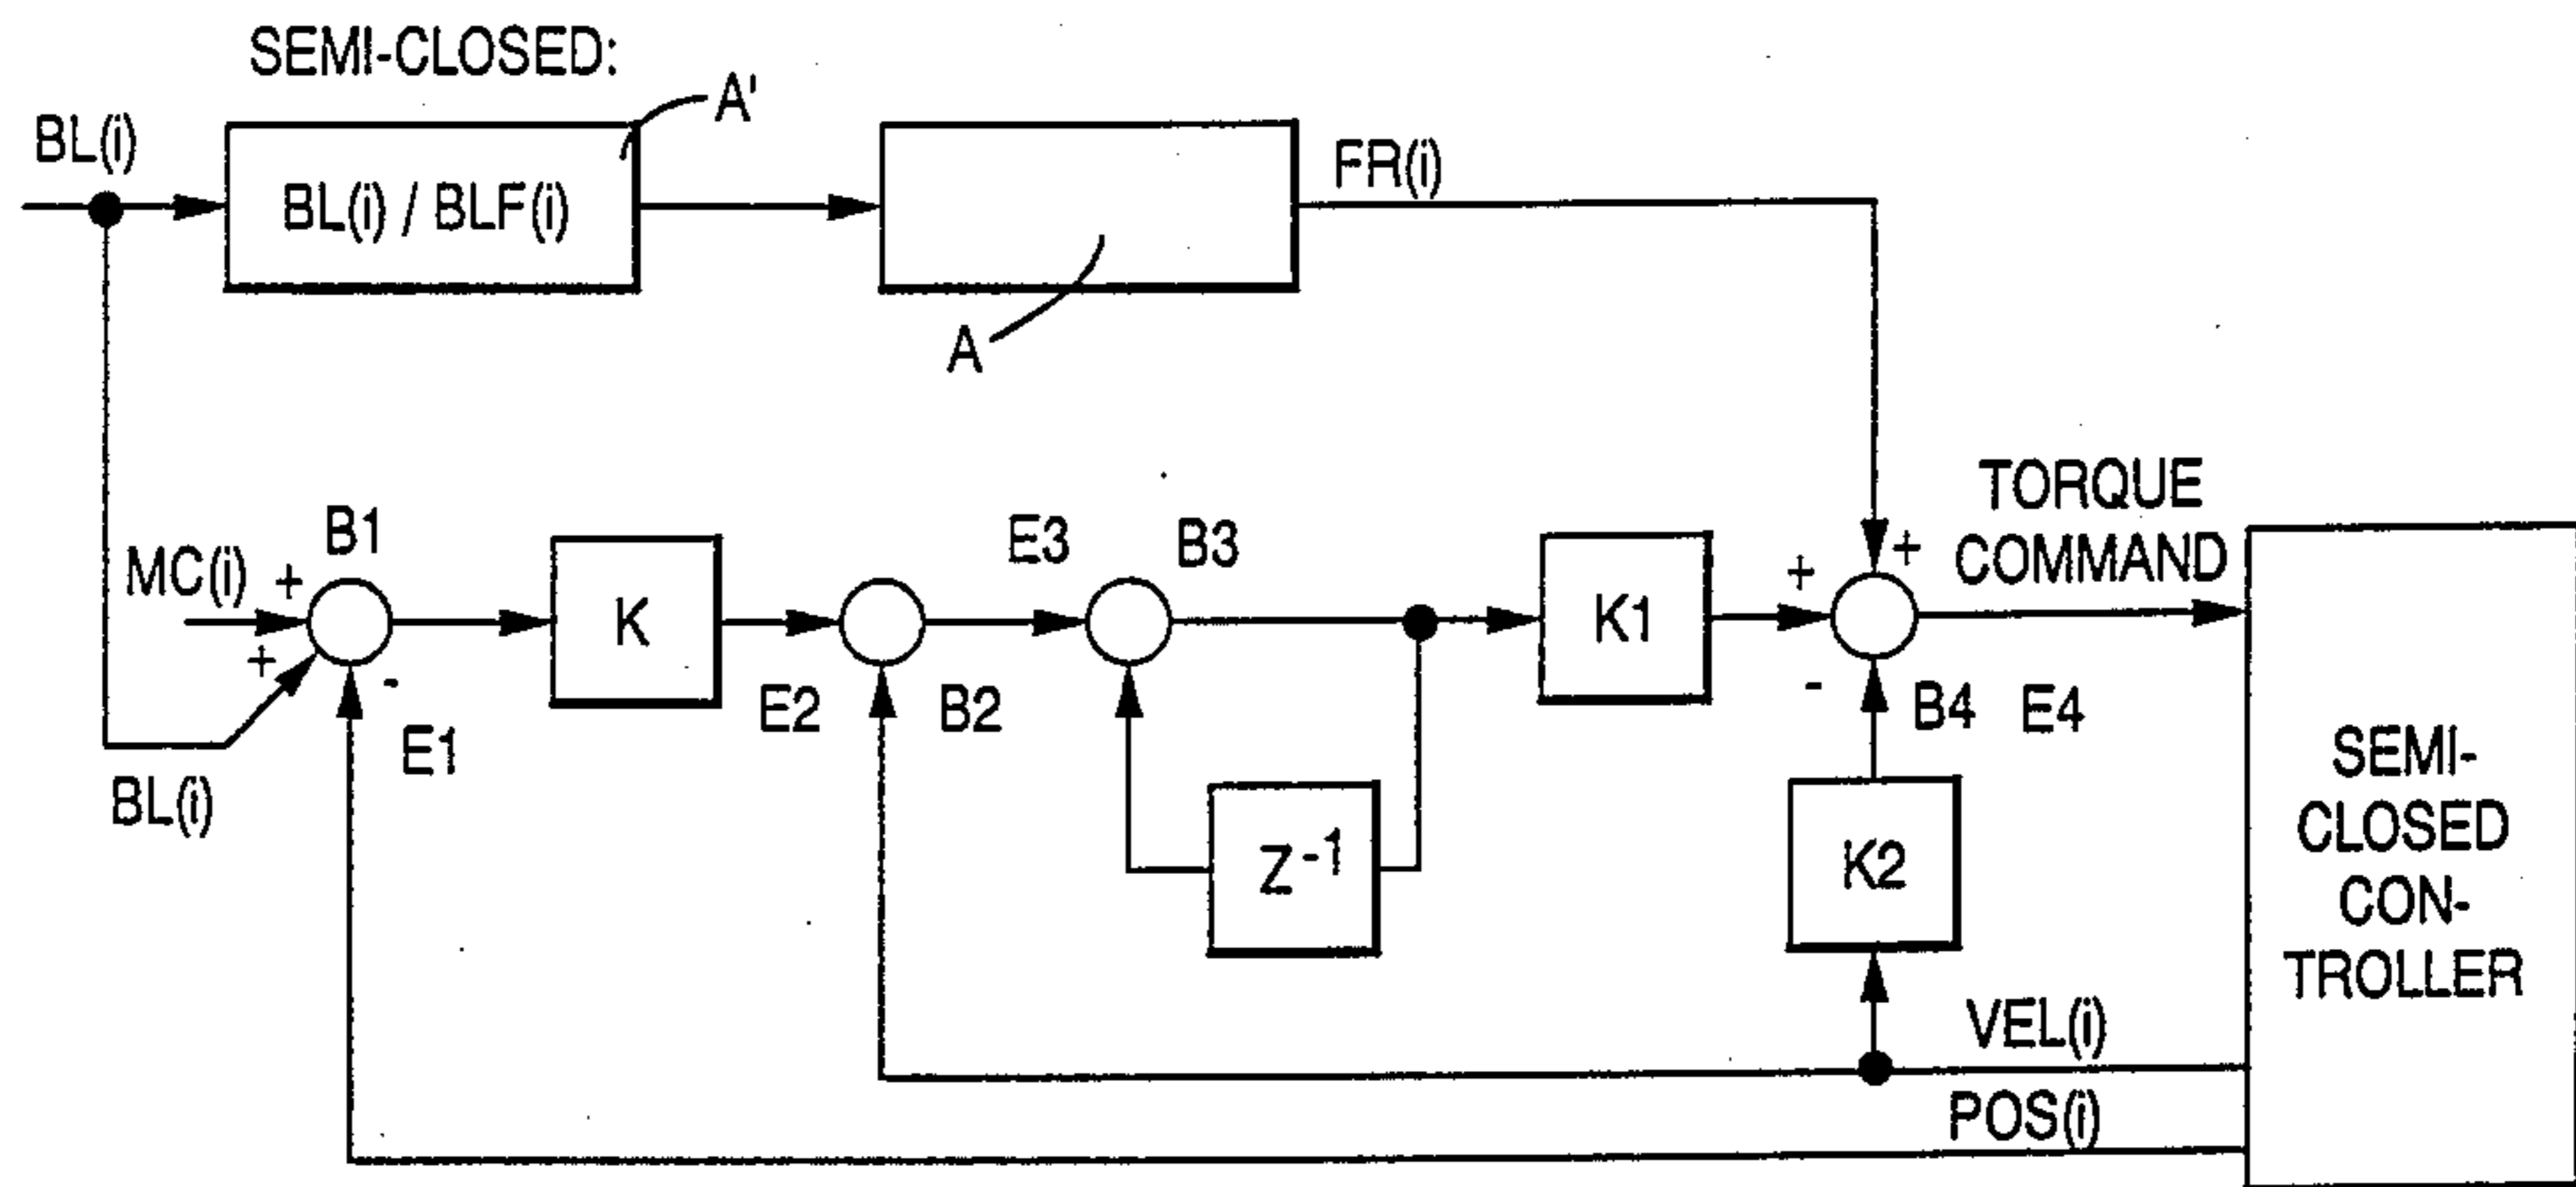 SEMI-CLOSED:
A'
BL(i)
BL(i) / BLF(i)
FR(i)
A
TORQUE
COMMAND
MC(i)
+
B1
K
E3
B3
K1
+
+
+
-
E1
E2
B2
-
B4
E4
BL(i)
Z-1
K2
SEMI-
CLOSED
CON-
TROLLER
VEL(i)
POS(i)